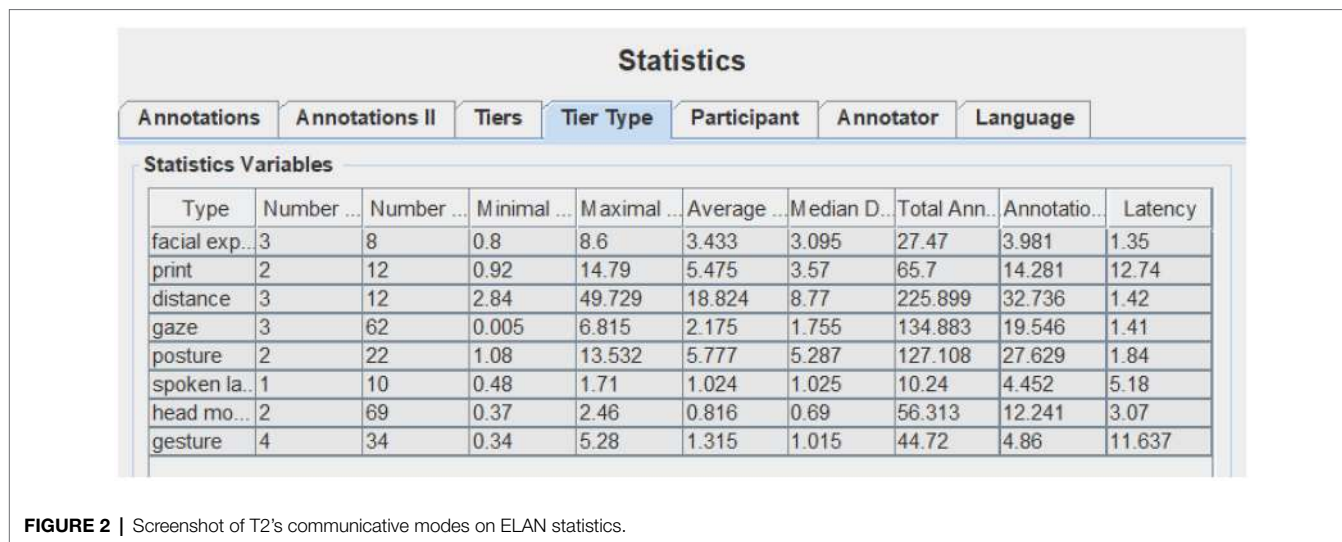 Statistics
Annotations Annotations II Tiers Tier Type Participant Annotator Language
Statistics Variables
Type Number ... Number ... Minimal ... Maximal ... Average ... Median D... Total Ann... Annotatio... Latency
facial exp... 3 8 0.8 8.6 3.433 3.095 27.47 3.981 1.35
print 2 12 0.92 14.79 5.475 3.57 65.7 14.281 12.74
distance 3 12 2.84 49.729 18.824 8.77 225.899 32.736 1.42
gaze 3 62 0.005 6.815 2.175 1.755 134.883 19.546 1.41
posture 2 22 1.08 13.532 5.777 5.287 127.108 27.629 1.84
spoken la... 1 10 0.48 1.71 1.024 1.025 10.24 4.452 5.18
head mo... 2 69 0.37 2.46 0.816 0.69 56.313 12.241 3.07
gesture 4 34 0.34 5.28 1.315 1.015 44.72 4.86 11.637
FIGURE 2 | Screenshot of T2's communicative modes on ELAN statistics.